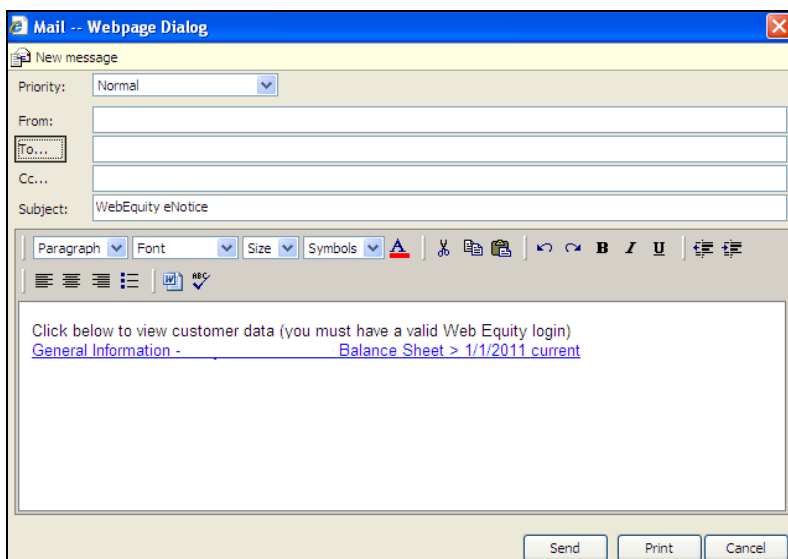 Mail -- Webpage Dialog
New message
Priority: Normal
From:
To...
Cc...
Subject: WebEquity eNotice
Paragraph Font Size Symbols A B I U
W ABC
Click below to view customer data (you must have a valid Web Equity login)
General Information - Balance Sheet > 1/1/2011 current
Send Print Cancel